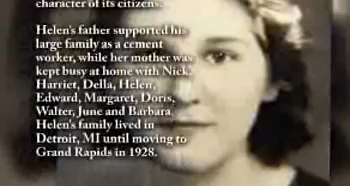 character of its citizens.
Helen's father supported his
large family as a cement
worker, while her mother was
kept busy at home with Nick,
Harriet, Della, Helen,
Edward, Margaret, Doris,
Walter, June and Barbara.
Helen's family lived in
Detroit, MI until moving to
Grand Rapids in 1928.